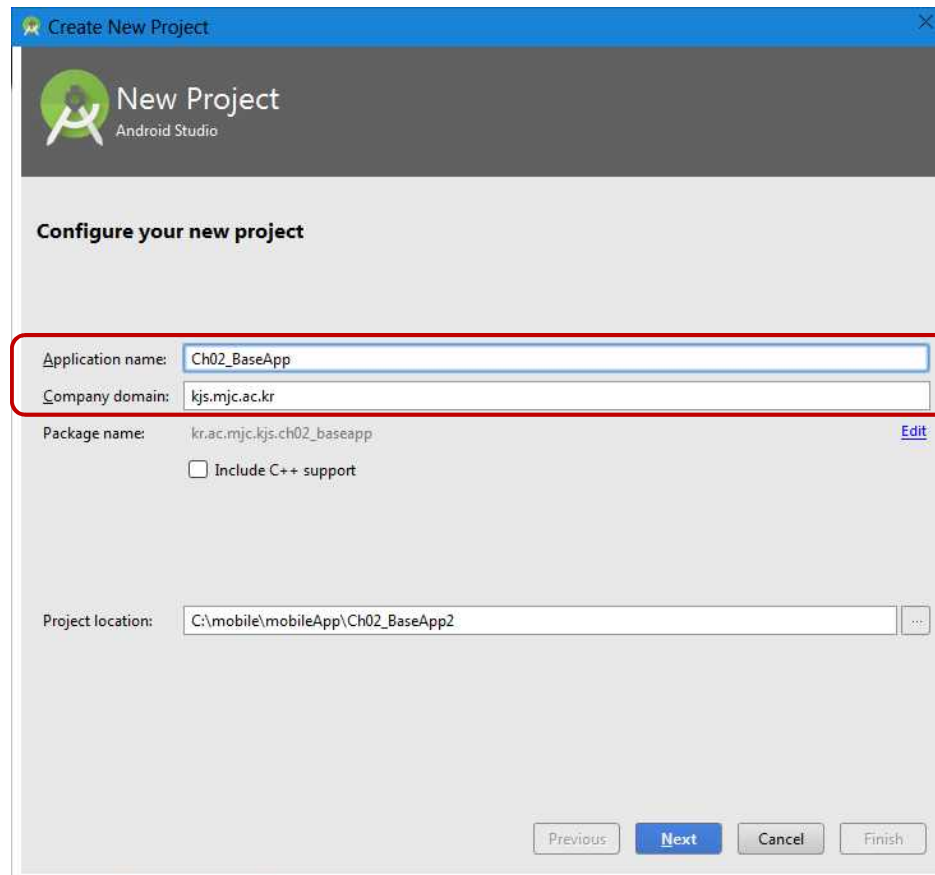 Create New Project
New Project
Android Studio
Configure your new project
Application name: Ch02_BaseApp
Company domain: kjs.mjc.ac.kr
Package name: kr.ac.mjc.kjs.ch02_baseapp Edit
Include C++ support
Project location: C:\mobile\mobileApp\Ch02_BaseApp2 ...
Previous Next Cancel Finish